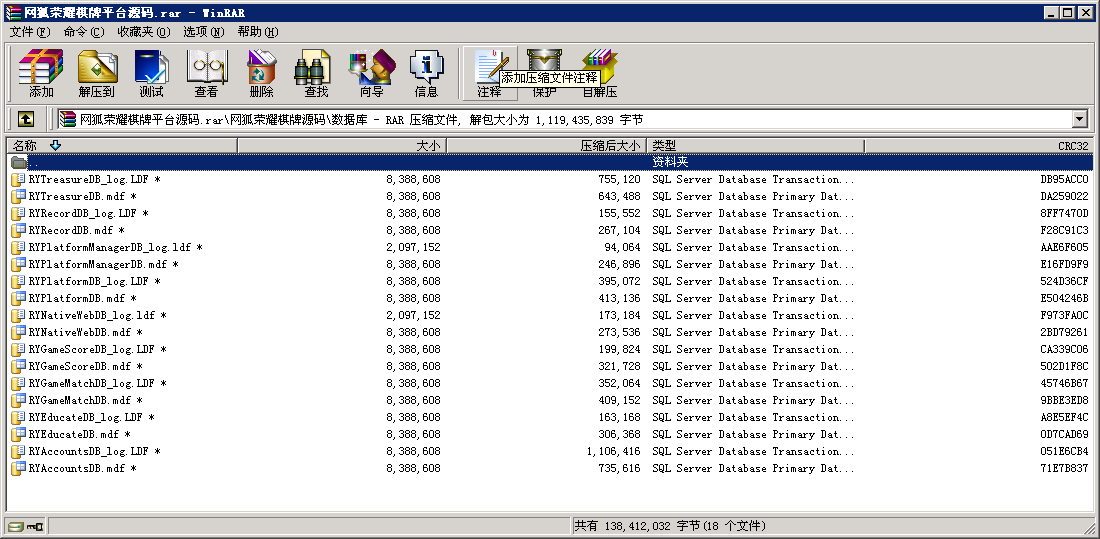 网狐荣耀棋牌平台源码.rar - WinRAR
文件(F) 命令(C) 收藏夹(O) 选项(N) 帮助(H)
添加 解压到 测试 查看 删除 查找 向导 信息 注释 保护 自解压
添加压缩文件注释
网狐荣耀棋牌平台源码.rar\网狐荣耀棋牌源码\数据库 - RAR 压缩文件, 解包大小为 1,119,435,839 字节
名称 大小 压缩后大小 类型 CRC32
.. 资料夹
RYTreasureDB_log.LDF * 8,388,608 755,120 SQL Server Database Transaction... DB95ACC0
RYTreasureDB.mdf * 8,388,608 643,488 SQL Server Database Primary Dat... DA259022
RYRecordDB_log.LDF * 8,388,608 155,552 SQL Server Database Transaction... 8FF7470D
RYRecordDB.mdf * 8,388,608 267,104 SQL Server Database Primary Dat... F28C91C3
RYPlatformManagerDB_log.ldf * 2,097,152 94,064 SQL Server Database Transaction... AAE6F605
RYPlatformManagerDB.mdf * 8,388,608 246,896 SQL Server Database Primary Dat... E16FD9F9
RYPlatformDB_log.LDF * 8,388,608 395,072 SQL Server Database Transaction... 524D36CF
RYPlatformDB.mdf * 8,388,608 413,136 SQL Server Database Primary Dat... E504246B
RYNativeWebDB_log.ldf * 2,097,152 173,184 SQL Server Database Transaction... F973FA0C
RYNativeWebDB.mdf * 8,388,608 273,536 SQL Server Database Primary Dat... 2BD79261
RYGameScoreDB_log.LDF * 8,388,608 199,824 SQL Server Database Transaction... CA339C06
RYGameScoreDB.mdf * 8,388,608 321,728 SQL Server Database Primary Dat... 502D1F8C
RYGameMatchDB_log.LDF * 8,388,608 352,064 SQL Server Database Transaction... 45746B67
RYGameMatchDB.mdf * 8,388,608 409,152 SQL Server Database Primary Dat... 9BBE3ED8
RYEducateDB_log.LDF * 8,388,608 163,168 SQL Server Database Transaction... A8E5EF4C
RYEducateDB.mdf * 8,388,608 306,368 SQL Server Database Primary Dat... 0D7CAD69
RYAccountsDB_log.LDF * 8,388,608 1,106,416 SQL Server Database Transaction... 051E6CB4
RYAccountsDB.mdf * 8,388,608 735,616 SQL Server Database Primary Dat... 71E7B837
共有 138,412,032 字节(18 个文件)